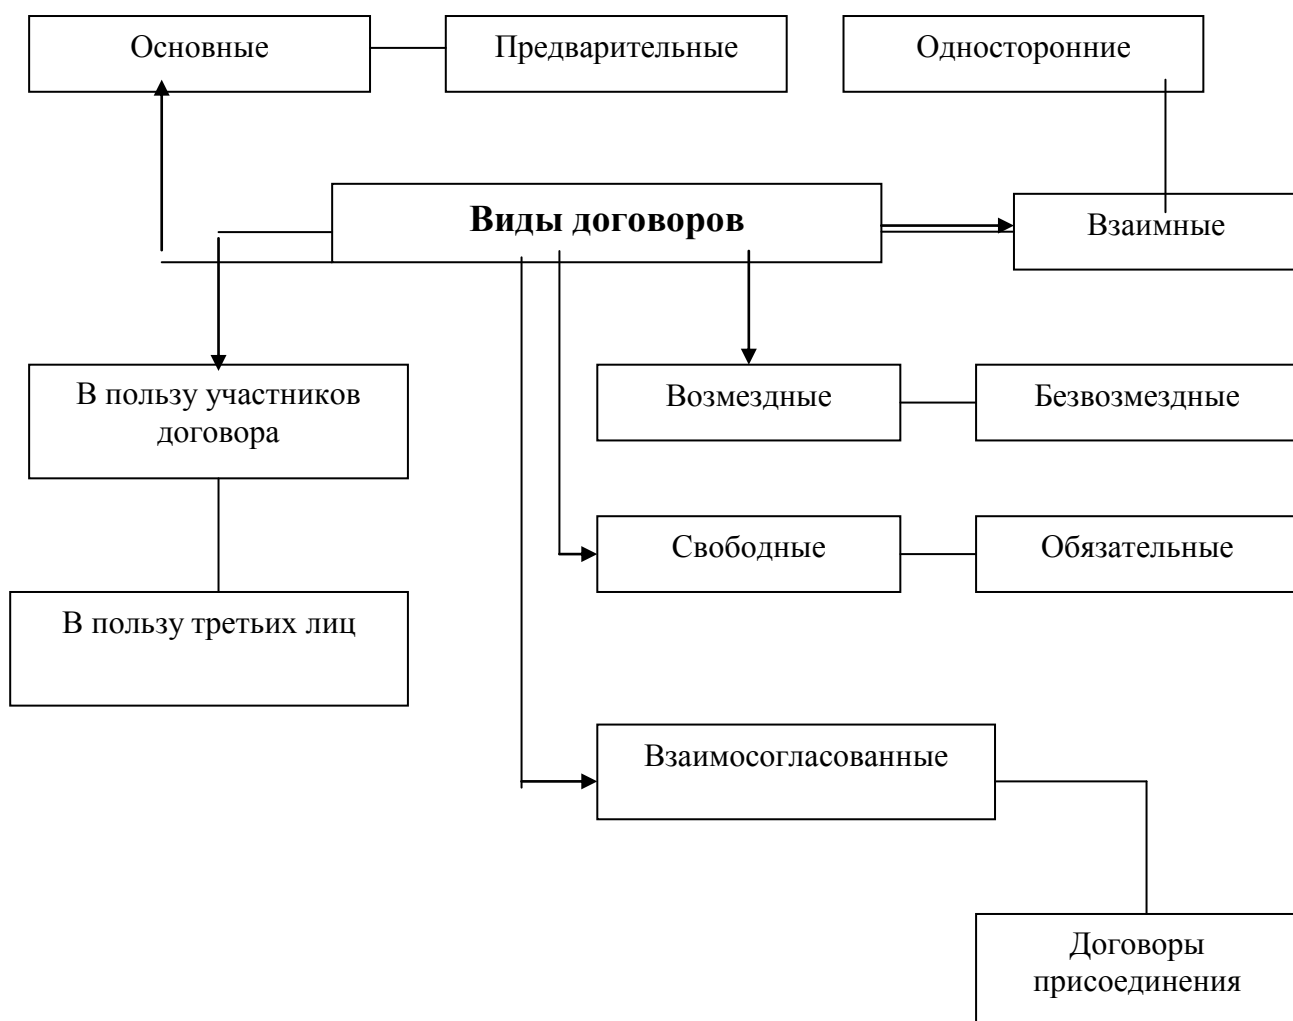 Основные
Предварительные
Односторонние
Виды договоров
Взаимные
В пользу участников
договора
Возмездные
Безвозмездные
Свободные
Обязательные
В пользу третьих лиц
Взаимосогласованные
Договоры
присоединения